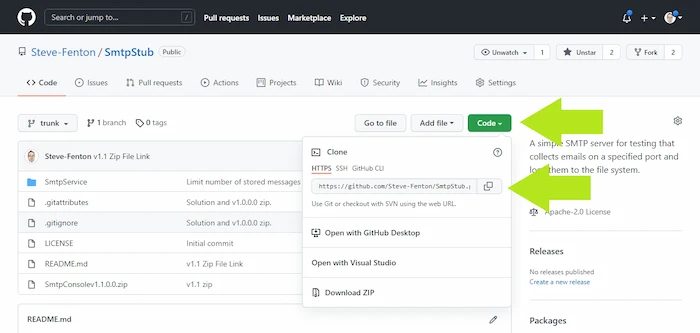 Search or jump to...
/
Pull requests
Issues
Marketplace
Explore
Steve-Fenton / SmtpStub
Public
Unwatch
1
Unstar
2
Fork
2
Code
Issues
Pull requests
Actions
Projects
Wiki
Security
Insights
Settings
trunk
1 branch
0 tags
Go to file
Add file
Code
Steve-Fenton v1.1 Zip File Link
SmtpService
Limit number of stored messages
.gitattributes
Solution and v1.0.0.0 zip.
.gitignore
Solution and v1.0.0.0 zip.
LICENSE
Initial commit
README.md
v1.1 Zip File Link
SmtpConsolev1.1.0.0.zip
v1.1 zip
README.md
Clone
HTTPS
SSH
GitHub CLI
https://github.com/Steve-Fenton/SmtpStub.
Use Git or checkout with SVN using the web URL.
Open with GitHub Desktop
Open with Visual Studio
Download ZIP
A simple SMTP server for testing that
collects emails on a specified port and
them to the file system.
Apache-2.0 License
Releases
No releases published
Create a new release
Packages